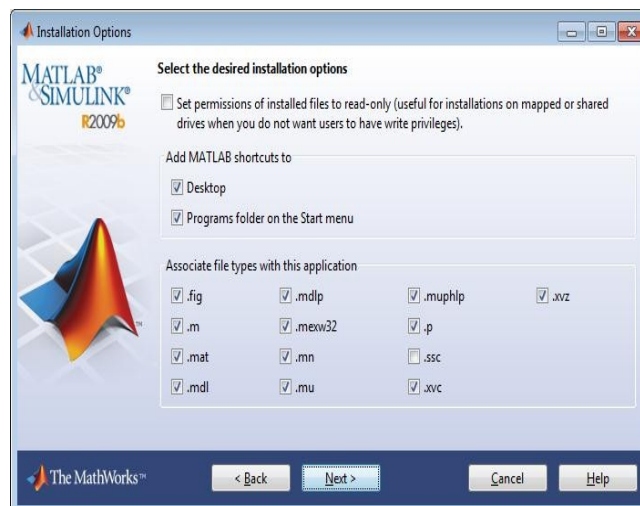 Installation Options
MATLAB®
&SIMULINK®
R2009b
Select the desired installation options
Set permissions of installed files to read-only (useful for installations on mapped or shared
drives when you do not want users to have write privileges).
Add MATLAB shortcuts to
Desktop
Programs folder on the Start menu
Associate file types with this application
.fig .mdlp .muphlp .xvz
.m .mexw32 .p
.mat .mn .ssc
.mdl .mu .xvc
TM
The MathWorks™ < Back Next > Cancel Help